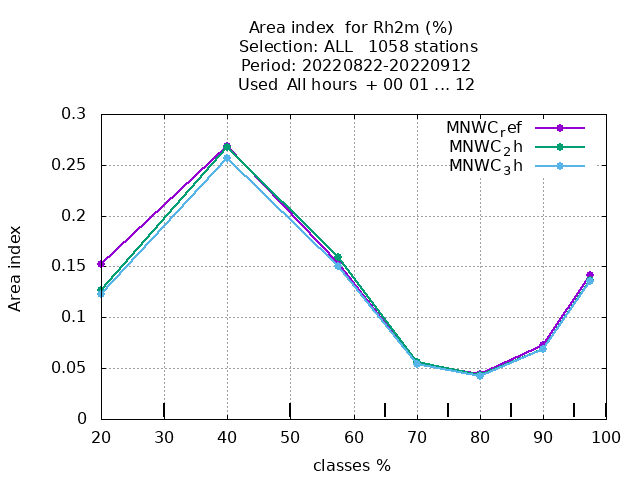 Area index  for Rh2m (%)
Selection: ALL   1058 stations
Period: 20220822-20220912
Used  All hours  + 00 01 ... 12
0.3
0.25
0.2
0.15
0.1
0.05
0
Area index
MNWC_ref
MNWC_2h
MNWC_3h
20 30 40 50 60 70 80 90 100
classes %